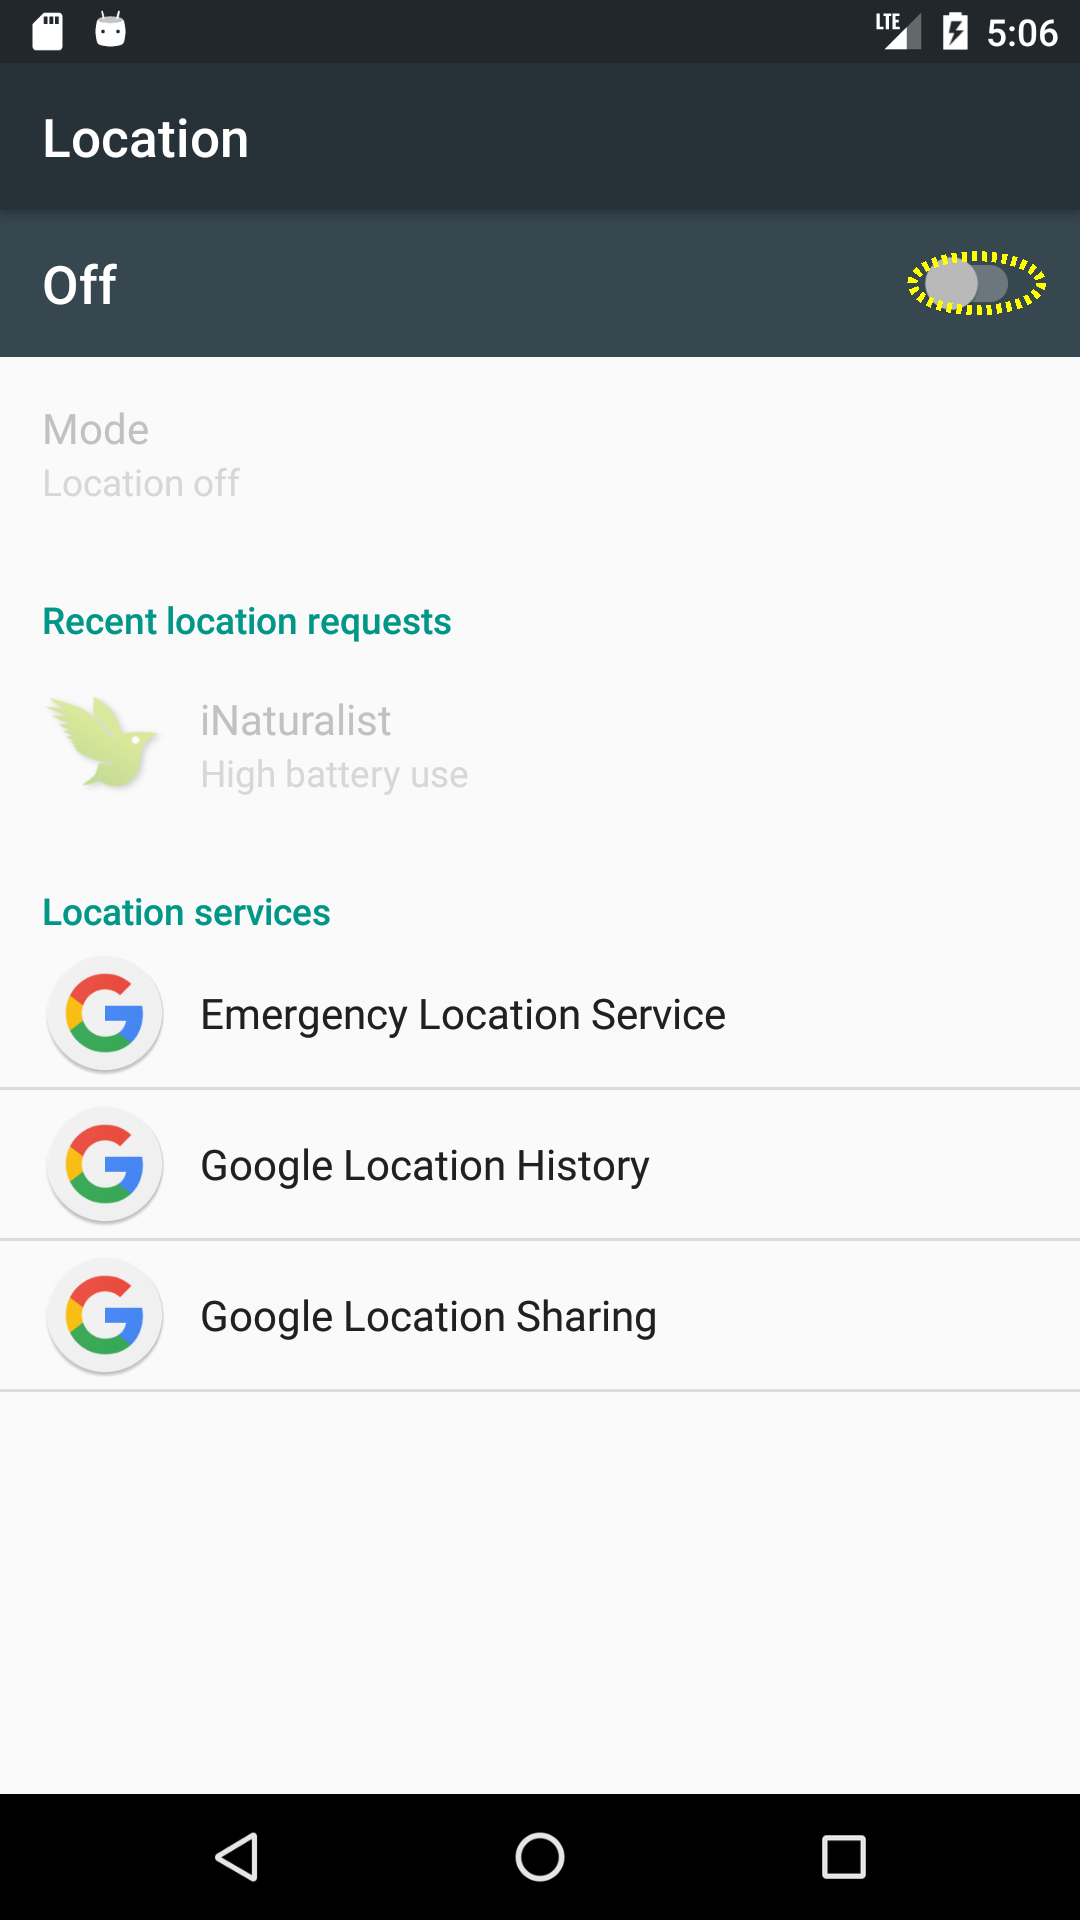 LTE 5:06
Location
Off
Mode
Location off
Recent location requests
iNaturalist
High battery use
Location services
Emergency Location Service
Google Location History
Google Location Sharing